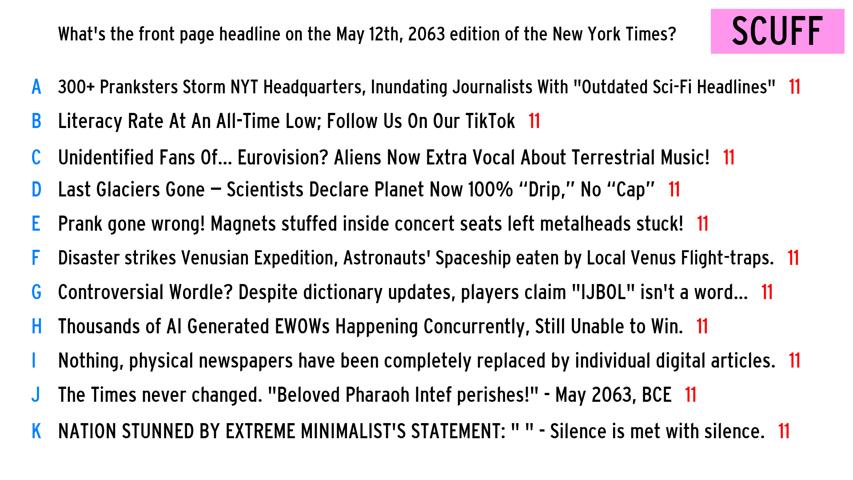 What's the front page headline on the May 12th, 2063 edition of the New York Times?
SCUFF
A 300+ Pranksters Storm NYT Headquarters, Inundating Journalists With "Outdated Sci-Fi Headlines" 11
B Literacy Rate At An All-Time Low; Follow Us On Our TikTok 11
C Unidentified Fans Of... Eurovision? Aliens Now Extra Vocal About Terrestrial Music! 11
D Last Glaciers Gone — Scientists Declare Planet Now 100% “Drip,” No “Cap” 11
E Prank gone wrong! Magnets stuffed inside concert seats left metalheads stuck! 11
F Disaster strikes Venusian Expedition, Astronauts' Spaceship eaten by Local Venus Flight-traps. 11
G Controversial Wordle? Despite dictionary updates, players claim "IJBOL" isn't a word... 11
H Thousands of AI Generated EWOWs Happening Concurrently, Still Unable to Win. 11
I Nothing, physical newspapers have been completely replaced by individual digital articles. 11
J The Times never changed. "Beloved Pharaoh Intef perishes!" - May 2063, BCE 11
K NATION STUNNED BY EXTREME MINIMALIST'S STATEMENT: " " - Silence is met with silence. 11